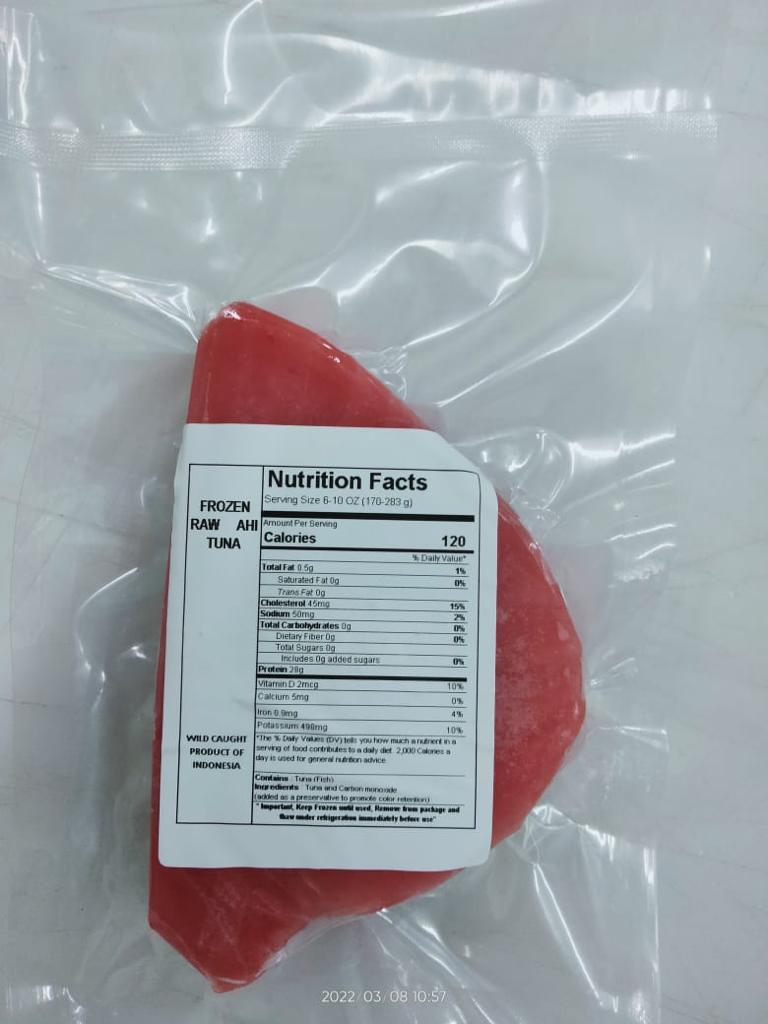 FROZEN
RAW AHI
TUNA
WILD CAUGHT
PRODUCT OF
INDONESIA
Nutrition Facts
Serving Size 6-10 OZ (170-283 g)
Amount Per Serving
Calories 120
% Daily Value*
Total Fat 0.5g 1%
Saturated Fat 0g 0%
Trans Fat 0g
Cholesterol 45mg 15%
Sodium 50mg 2%
Total Carbohydrates 0g 0%
Dietary Fiber 0g 0%
Total Sugars 0g
Includes 0g added sugars 0%
Protein 28g
Vitamin D 2mcg 10%
Calcium 5mg 0%
Iron 0.9mg 4%
Potassium 498mg 10%
*The % Daily Values (DV) tells you how much a nutrient in a
serving of food contributes to a daily diet. 2,000 Calories a
day is used for general nutrition advice.
Contains : Tuna (Fish)
Ingredients : Tuna and Carbon monoxide
(added as a preservative to promote color retention)
" Important, Keep Frozen until used, Remove from package and
thaw under refrigeration immediately before use"
2022/03/08 10:57